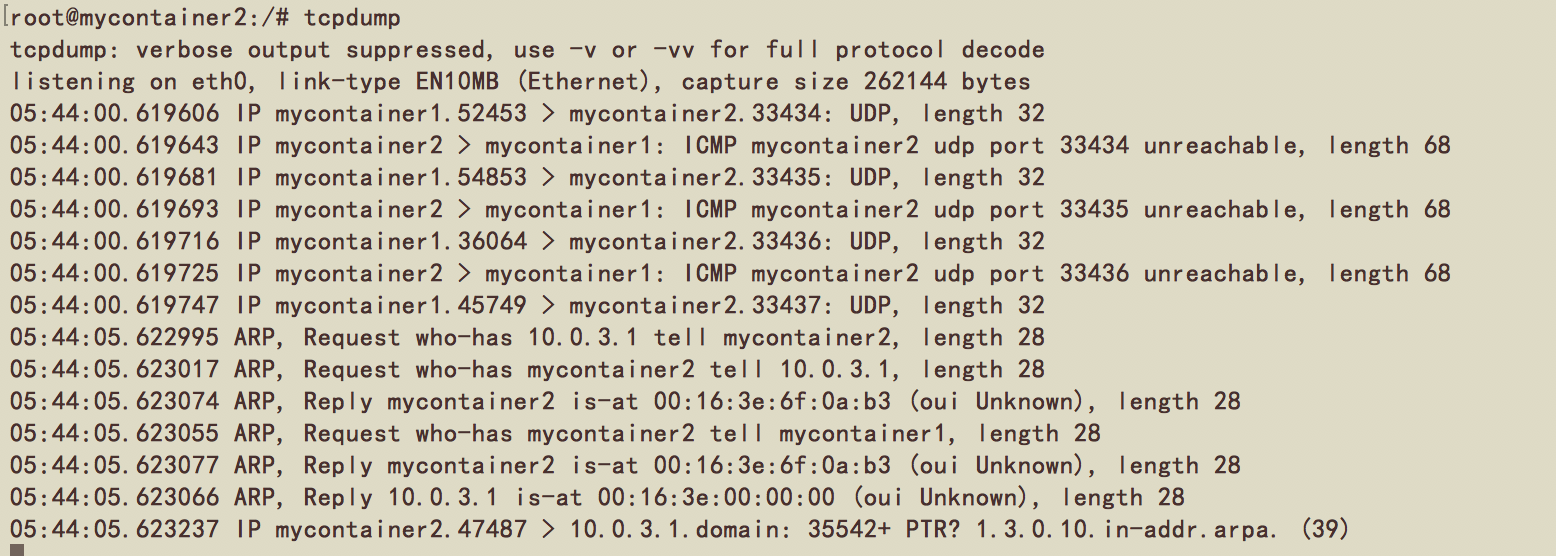 [root@mycontainer2:/# tcpdump
tcpdump: verbose output suppressed, use -v or -vv for full protocol decode
listening on eth0, link-type EN10MB (Ethernet), capture size 262144 bytes
05:44:00.619606 IP mycontainer1.52453 > mycontainer2.33434: UDP, length 32
05:44:00.619643 IP mycontainer2 > mycontainer1: ICMP mycontainer2 udp port 33434 unreachable, length 68
05:44:00.619681 IP mycontainer1.54853 > mycontainer2.33435: UDP, length 32
05:44:00.619693 IP mycontainer2 > mycontainer1: ICMP mycontainer2 udp port 33435 unreachable, length 68
05:44:00.619716 IP mycontainer1.36064 > mycontainer2.33436: UDP, length 32
05:44:00.619725 IP mycontainer2 > mycontainer1: ICMP mycontainer2 udp port 33436 unreachable, length 68
05:44:00.619747 IP mycontainer1.45749 > mycontainer2.33437: UDP, length 32
05:44:05.622995 ARP, Request who-has 10.0.3.1 tell mycontainer2, length 28
05:44:05.623017 ARP, Request who-has mycontainer2 tell 10.0.3.1, length 28
05:44:05.623074 ARP, Reply mycontainer2 is-at 00:16:3e:6f:0a:b3 (oui Unknown), length 28
05:44:05.623055 ARP, Request who-has mycontainer2 tell mycontainer1, length 28
05:44:05.623077 ARP, Reply mycontainer2 is-at 00:16:3e:6f:0a:b3 (oui Unknown), length 28
05:44:05.623066 ARP, Reply 10.0.3.1 is-at 00:16:3e:00:00:00 (oui Unknown), length 28
05:44:05.623237 IP mycontainer2.47487 > 10.0.3.1.domain: 35542+ PTR? 1.3.0.10.in-addr.arpa. (39)